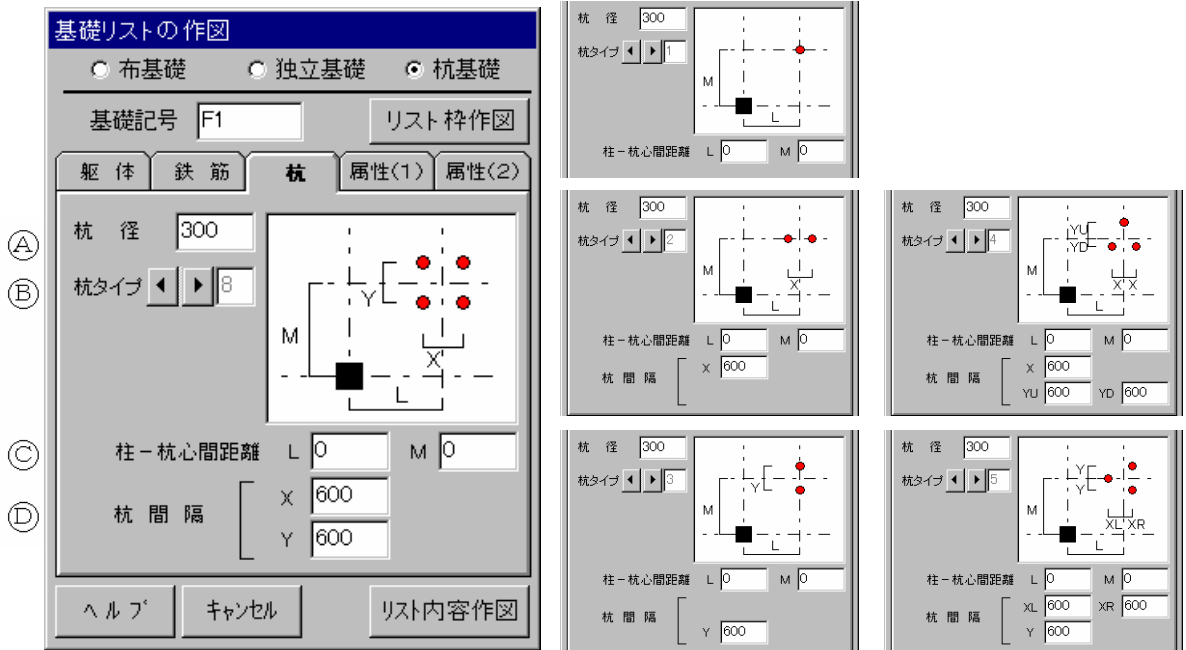 基礎リストの作図
布基礎 独立基礎 杭基礎
基礎記号 F1 リスト枠作図
躯 体 鉄 筋 杭 属性(1) 属性(2)
Ⓐ 杭 径 300
Ⓑ 杭タイプ 8
Y
M
X
L
Ⓒ 柱－杭心間距離 L 0 M 0
Ⓓ 杭 間 隔 X 600
Y 600
ヘルプ キャンセル リスト内容作図
杭 径 300
杭タイプ 1
M
L
柱－杭心間距離 L 0 M 0
杭 径 300
杭タイプ 2
M
X
L
柱－杭心間距離 L 0 M 0
杭 間 隔 X 600
杭 径 300
杭タイプ 4
YU
YD
M
X X
L
柱－杭心間距離 L 0 M 0
杭 間 隔 X 600
YU 600 YD 600
杭 径 300
杭タイプ 3
Y
M
L
柱－杭心間距離 L 0 M 0
杭 間 隔
Y 600
杭 径 300
杭タイプ 5
Y
Y
M
XL XR
L
柱－杭心間距離 L 0 M 0
杭 間 隔 XL 600 XR 600
Y 600